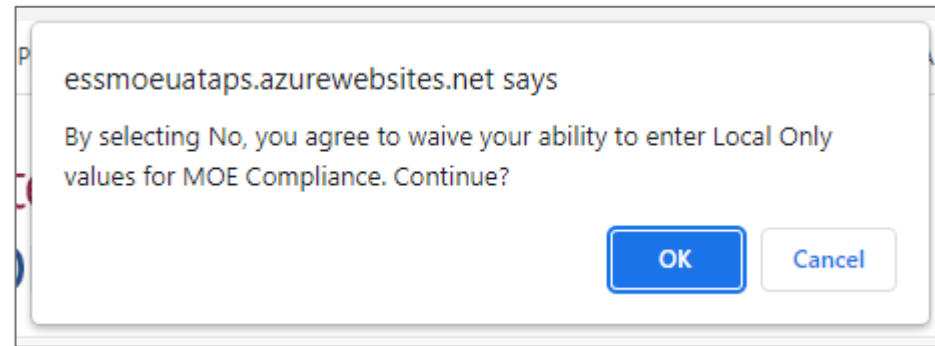 essmoeuataps.azurewebsites.net says
By selecting No, you agree to waive your ability to enter Local Only
values for MOE Compliance. Continue?
OK Cancel